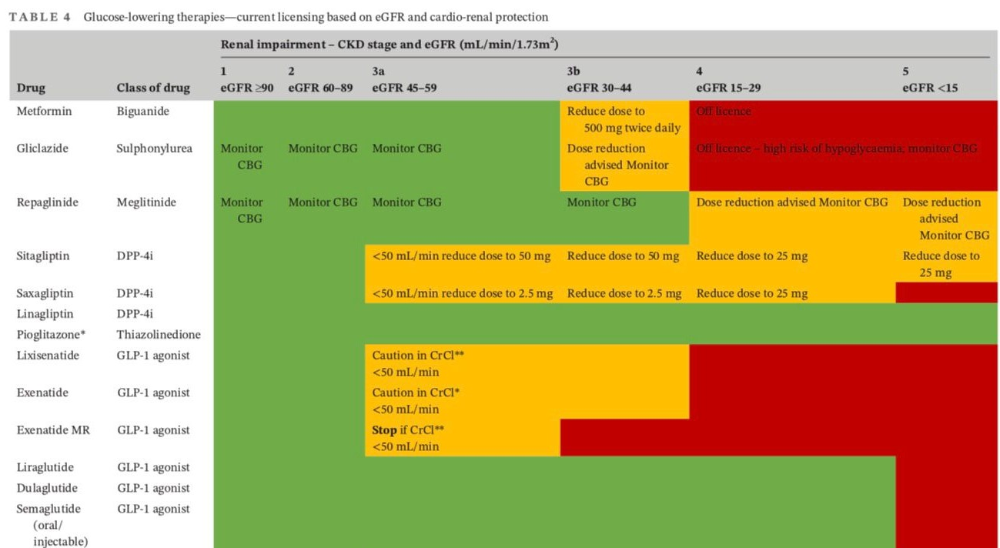 TABLE 4 Glucose-lowering therapies—current licensing based on eGFR and cardio-renal protection
Renal impairment – CKD stage and eGFR (mL/min/1.73m²)
1 2 3a 3b 4 5
Drug Class of drug eGFR ≥90 eGFR 60–89 eGFR 45–59 eGFR 30–44 eGFR 15–29 eGFR <15
Metformin Biguanide Reduce dose to Off licence
500 mg twice daily
Gliclazide Sulphonylurea Monitor Monitor CBG Monitor CBG Dose reduction Off licence – high risk of hypoglycaemia, monitor CBG
CBG advised Monitor
CBG
Repaglinide Meglitinide Monitor Monitor CBG Monitor CBG Monitor CBG Dose reduction advised Monitor CBG Dose reduction
CBG advised
Monitor CBG
Sitagliptin DPP-4i <50 mL/min reduce dose to 50 mg Reduce dose to 50 mg Reduce dose to 25 mg Reduce dose to
25 mg
Saxagliptin DPP-4i <50 mL/min reduce dose to 2.5 mg Reduce dose to 2.5 mg Reduce dose to 25 mg
Linagliptin DPP-4i
Pioglitazone* Thiazolinedione
Lixisenatide GLP-1 agonist Caution in CrCl**
<50 mL/min
Exenatide GLP-1 agonist Caution in CrCl*
<50 mL/min
Exenatide MR GLP-1 agonist Stop if CrCl**
<50 mL/min
Liraglutide GLP-1 agonist
Dulaglutide GLP-1 agonist
Semaglutide GLP-1 agonist
(oral/
injectable)